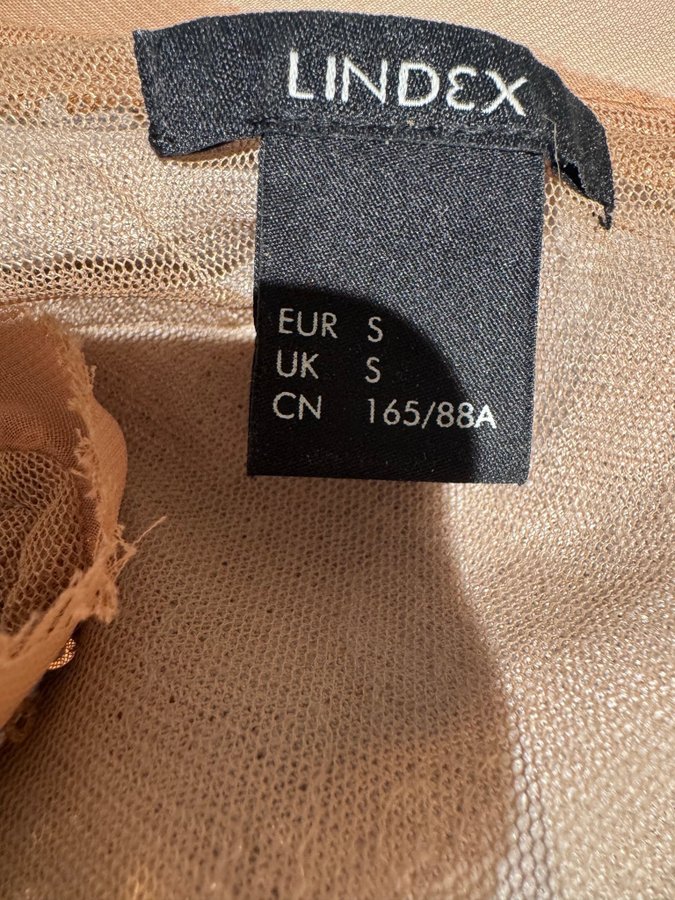 LINDEX
EUR S
UK S
CN 165/88A